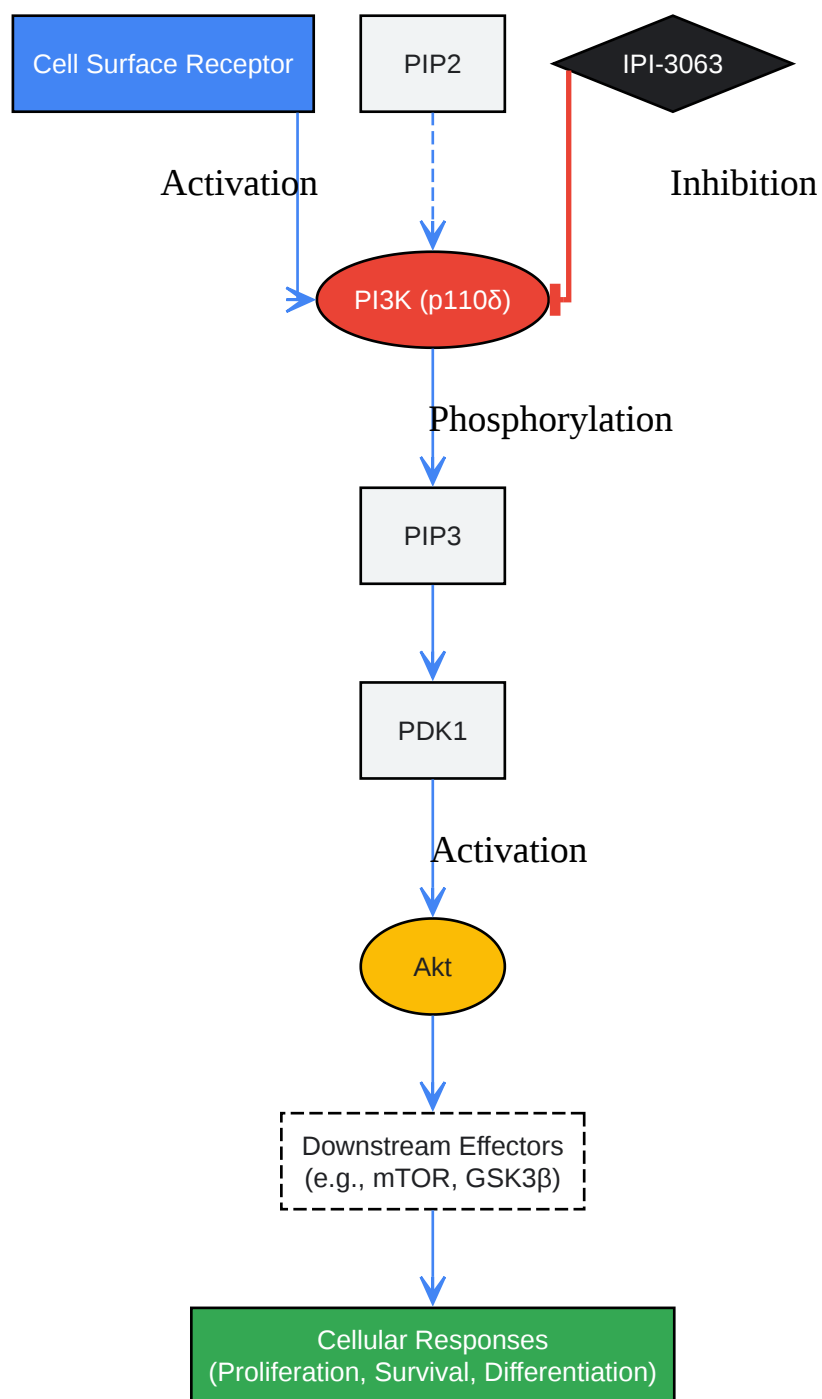 Cell Surface Receptor
PIP2
IPI-3063
Activation
Inhibition
PI3K (p110δ)
Phosphorylation
PIP3
PDK1
Activation
Akt
Downstream Effectors
(e.g., mTOR, GSK3β)
Cellular Responses
(Proliferation, Survival, Differentiation)